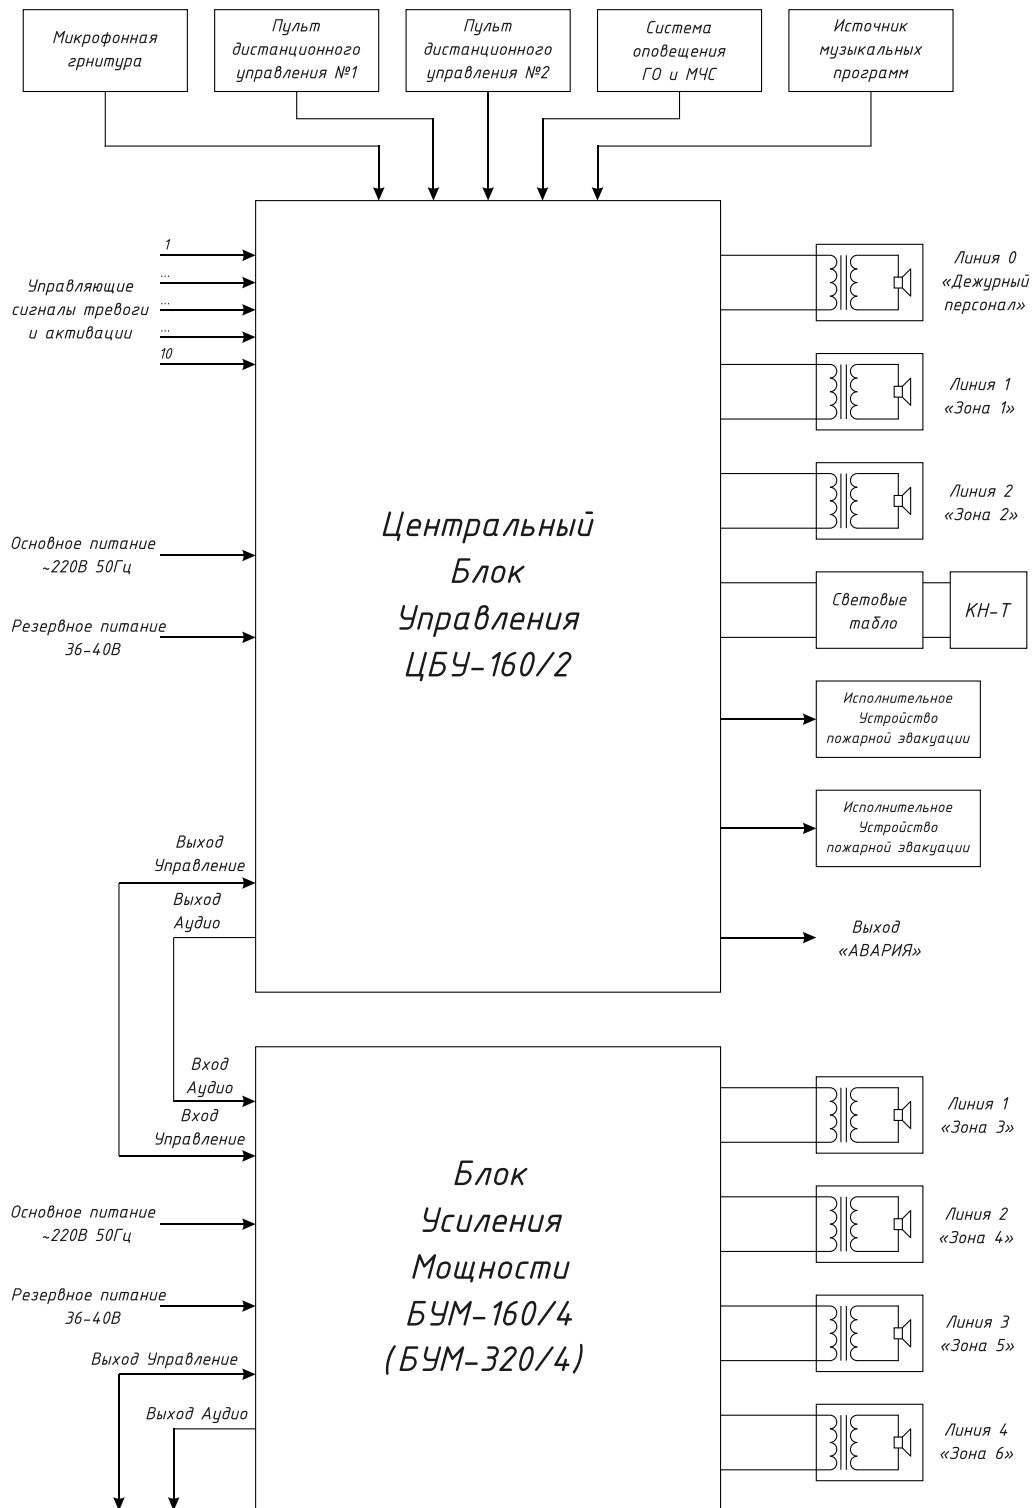 Микрофонная
грнитура
Пульт
дистанционного
управления №1
Пульт
дистанционного
управления №2
Система
оповещения
ГО и МЧС
Источник
музыкальных
программ
1
...
...
...
10
Управляющие
сигналы тревоги
и активации
Основное питание
~220В 50Гц
Резервное питание
36-40В
Центральный
Блок
Управления
ЦБУ-160/2
Линия 0
«Дежурный
персонал»
Линия 1
«Зона 1»
Линия 2
«Зона 2»
Световые
табло
КН-Т
Исполнительное
Устройство
пожарной эвакуации
Исполнительное
Устройство
пожарной эвакуации
Выход
«АВАРИЯ»
Выход
Управление
Выход
Аудио
Вход
Аудио
Вход
Управление
Основное питание
~220В 50Гц
Резервное питание
36-40В
Выход Управление
Выход Аудио
Блок
Усиления
Мощности
БУМ-160/4
(БУМ-320/4)
Линия 1
«Зона 3»
Линия 2
«Зона 4»
Линия 3
«Зона 5»
Линия 4
«Зона 6»